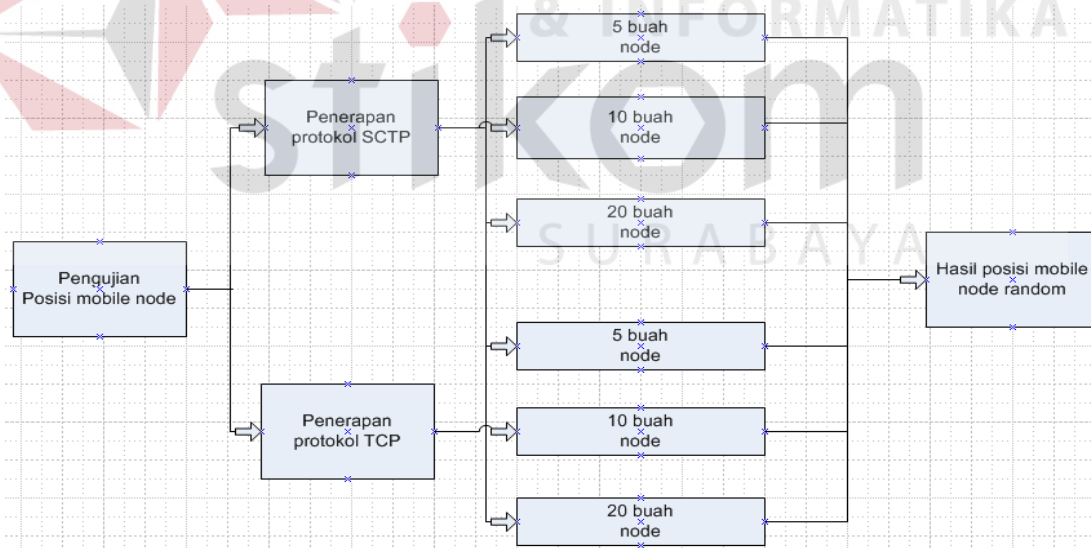 & INFORMATIKA
stikom
SURABAYA
Pengujian
Posisi mobile node
Penerapan
protokol SCTP
Penerapan
protokol TCP
5 buah
node
10 buah
node
20 buah
node
5 buah
node
10 buah
node
20 buah
node
Hasil posisi mobile
node random